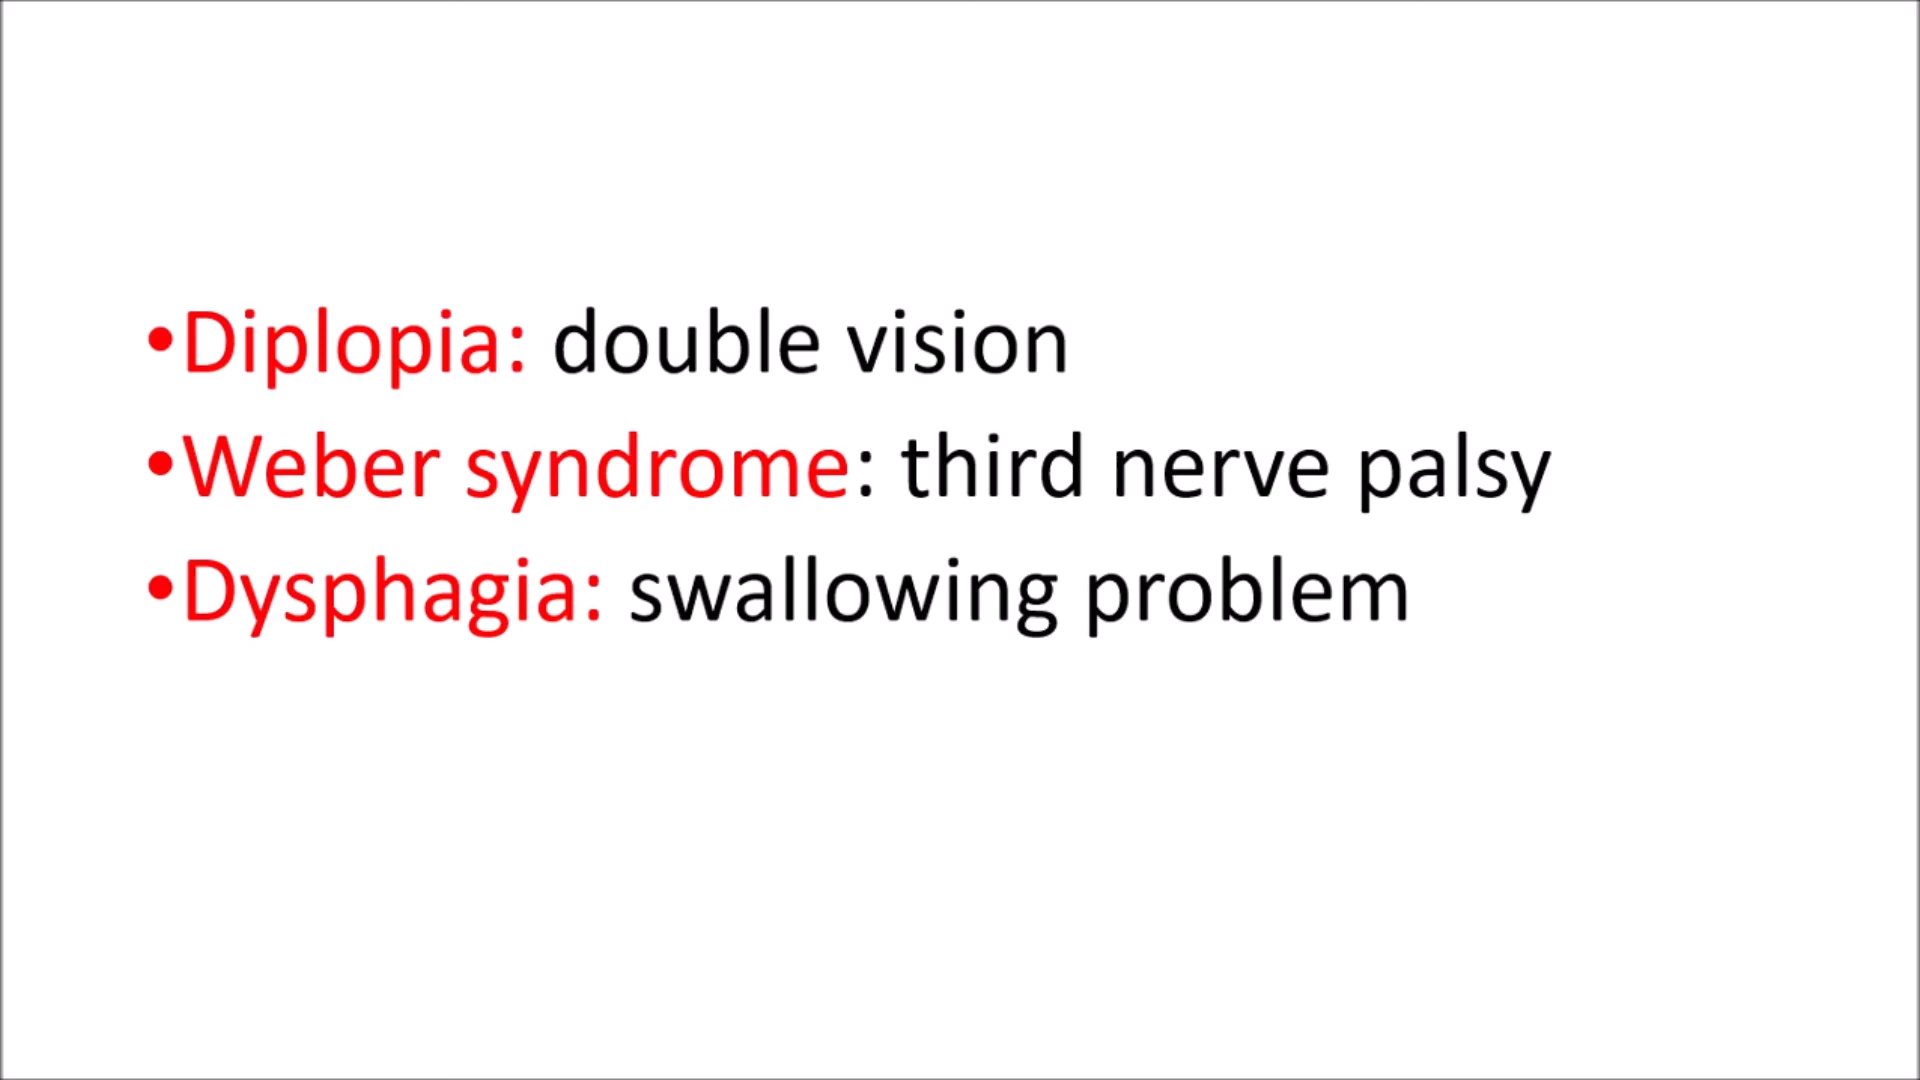 •Diplopia: double vision
•Weber syndrome: third nerve palsy
•Dysphagia: swallowing problem